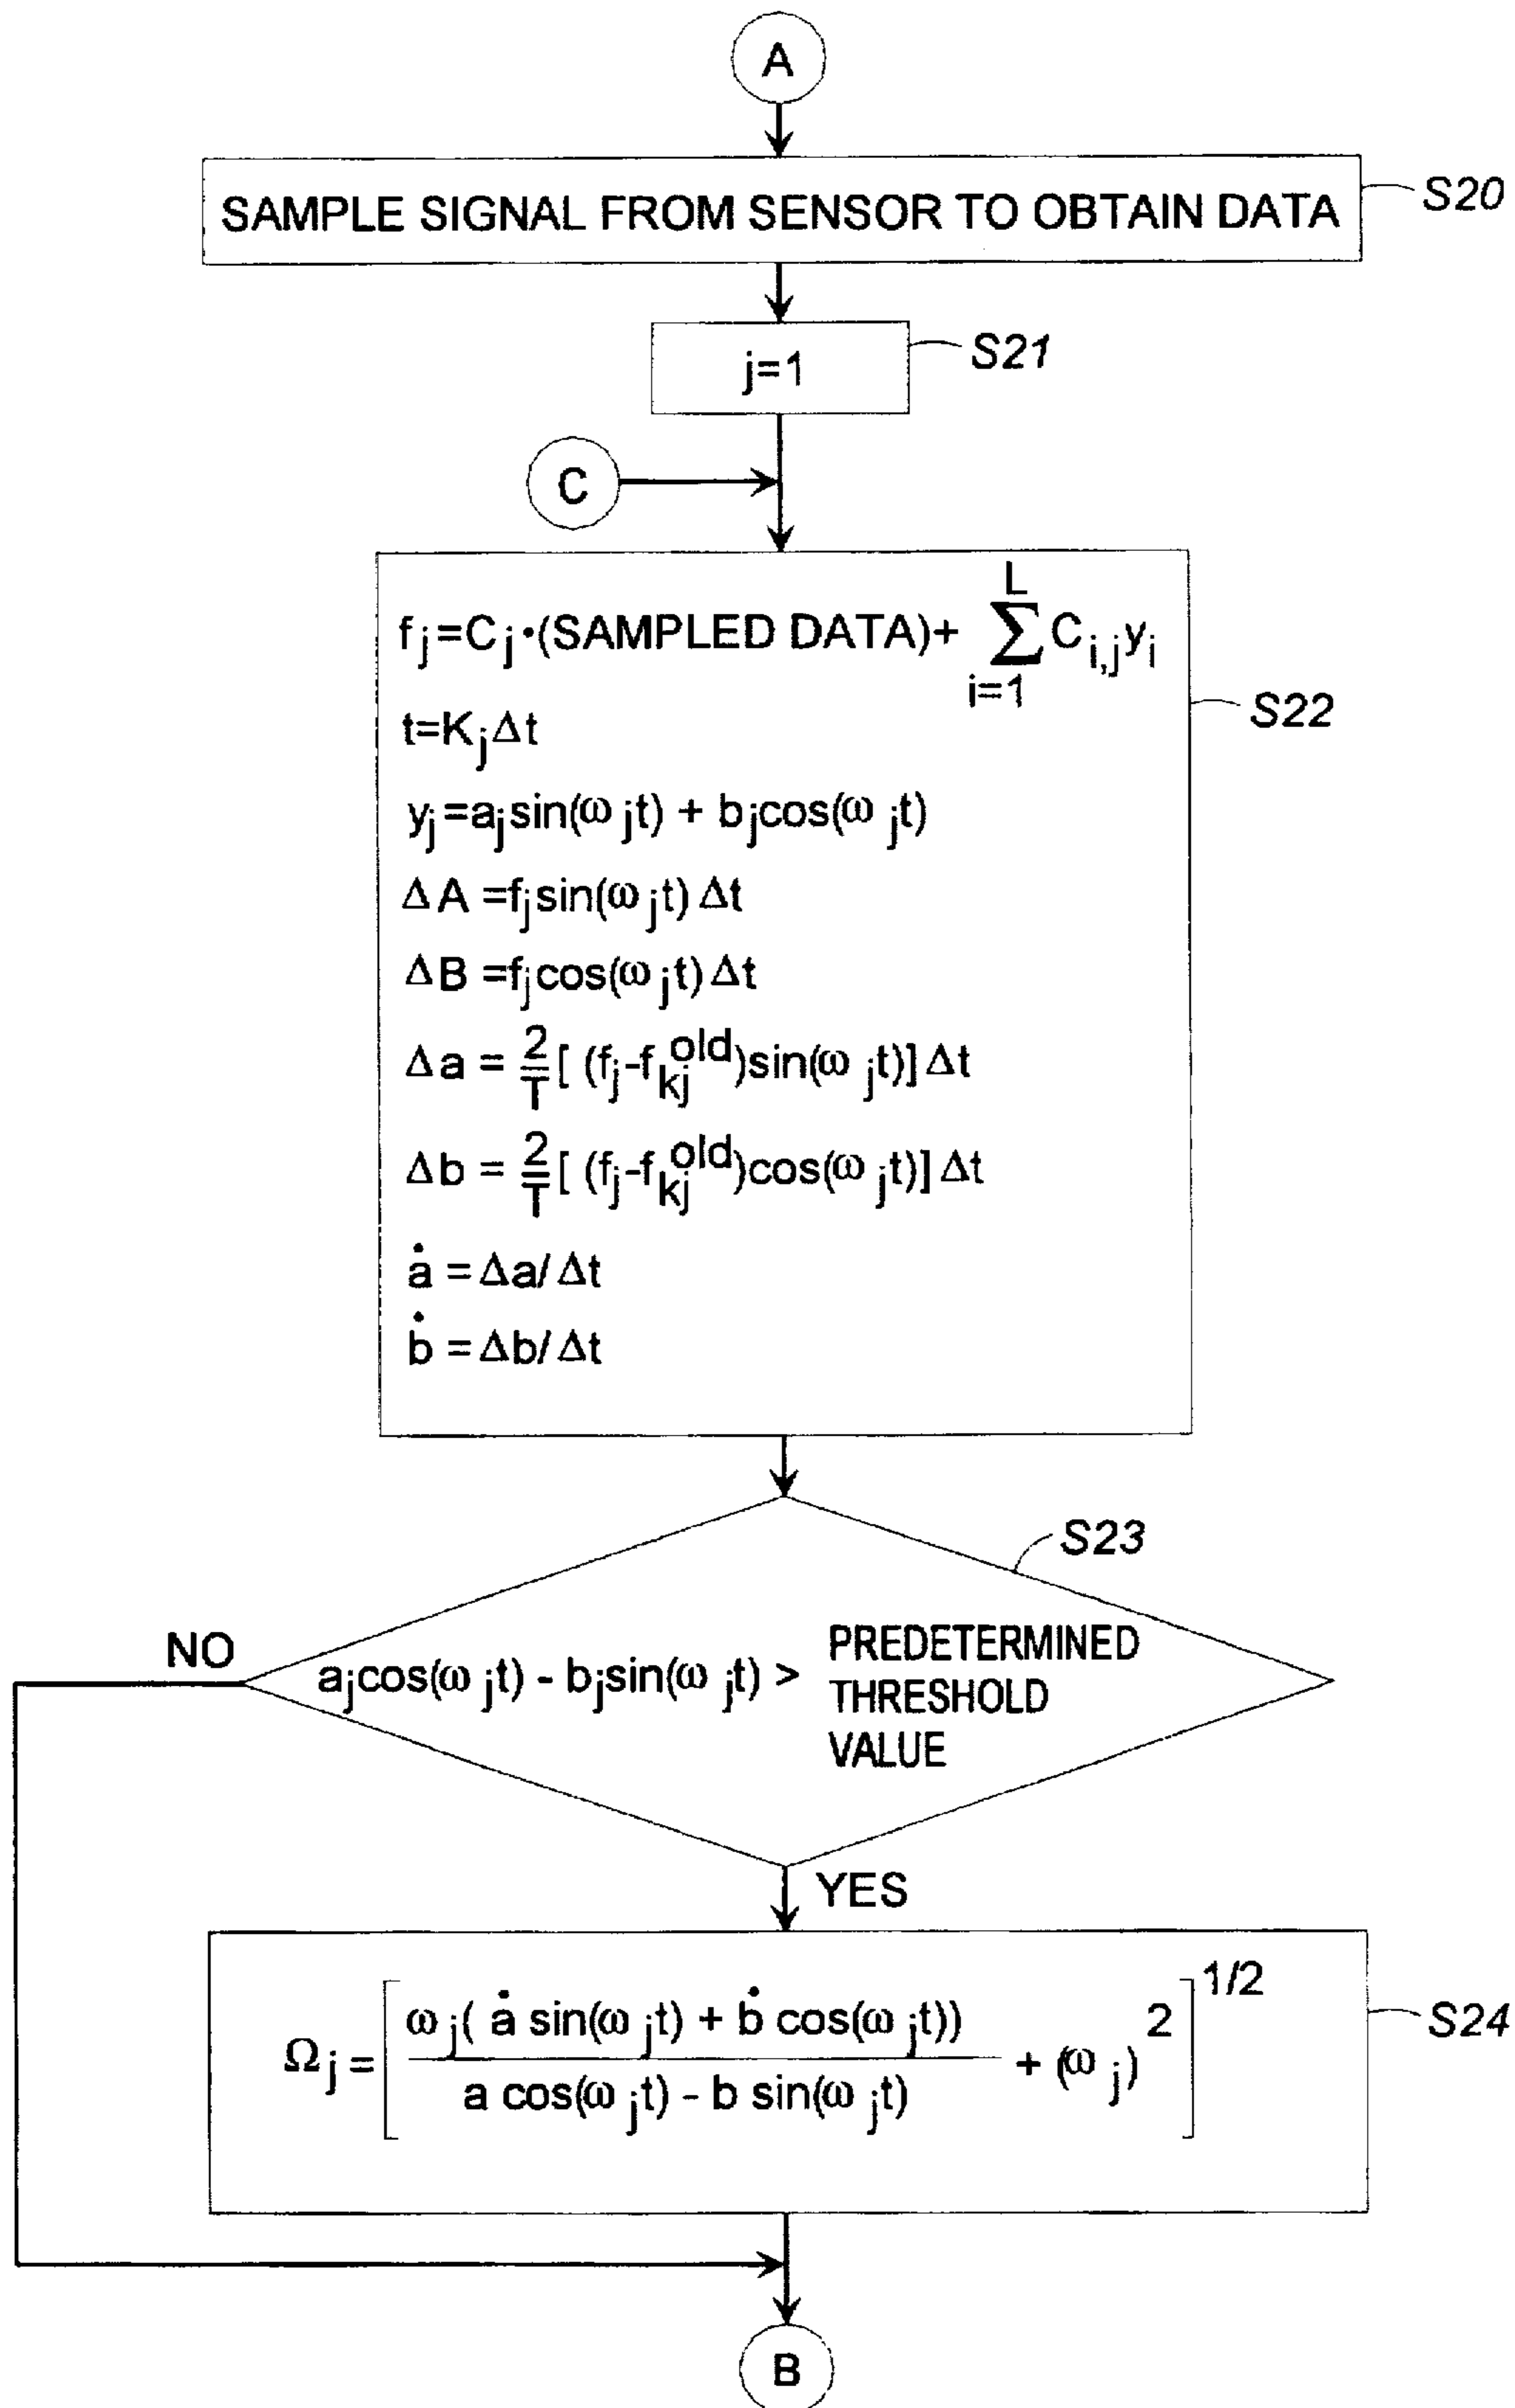 A
SAMPLE SIGNAL FROM SENSOR TO OBTAIN DATA
S20
j=1
S21
C
f_j=C_j·(SAMPLED DATA)+ Σ_{i=1}^{L} C_{i,j}y_i
t=K_jΔt
y_j=a_jsin(ω_jt) + b_jcos(ω_jt)
ΔA =f_jsin(ω_jt)Δt
ΔB =f_jcos(ω_jt)Δt
Δa = 2/T[ (f_j-f_{kj}^{old})sin(ω_jt)]Δt
Δb = 2/T[ (f_j-f_{kj}^{old})cos(ω_jt)]Δt
ȧ = Δa/Δt
ḃ = Δb/Δt
S22
S23
NO
a_jcos(ω_jt) - b_jsin(ω_jt) > PREDETERMINED
THRESHOLD
VALUE
YES
Ω_j=[ ω_j( ȧ sin(ω_jt) + ḃ cos(ω_jt)) / a cos(ω_jt) - b sin(ω_jt) + (ω_j)^2 ]^{1/2}
S24
B